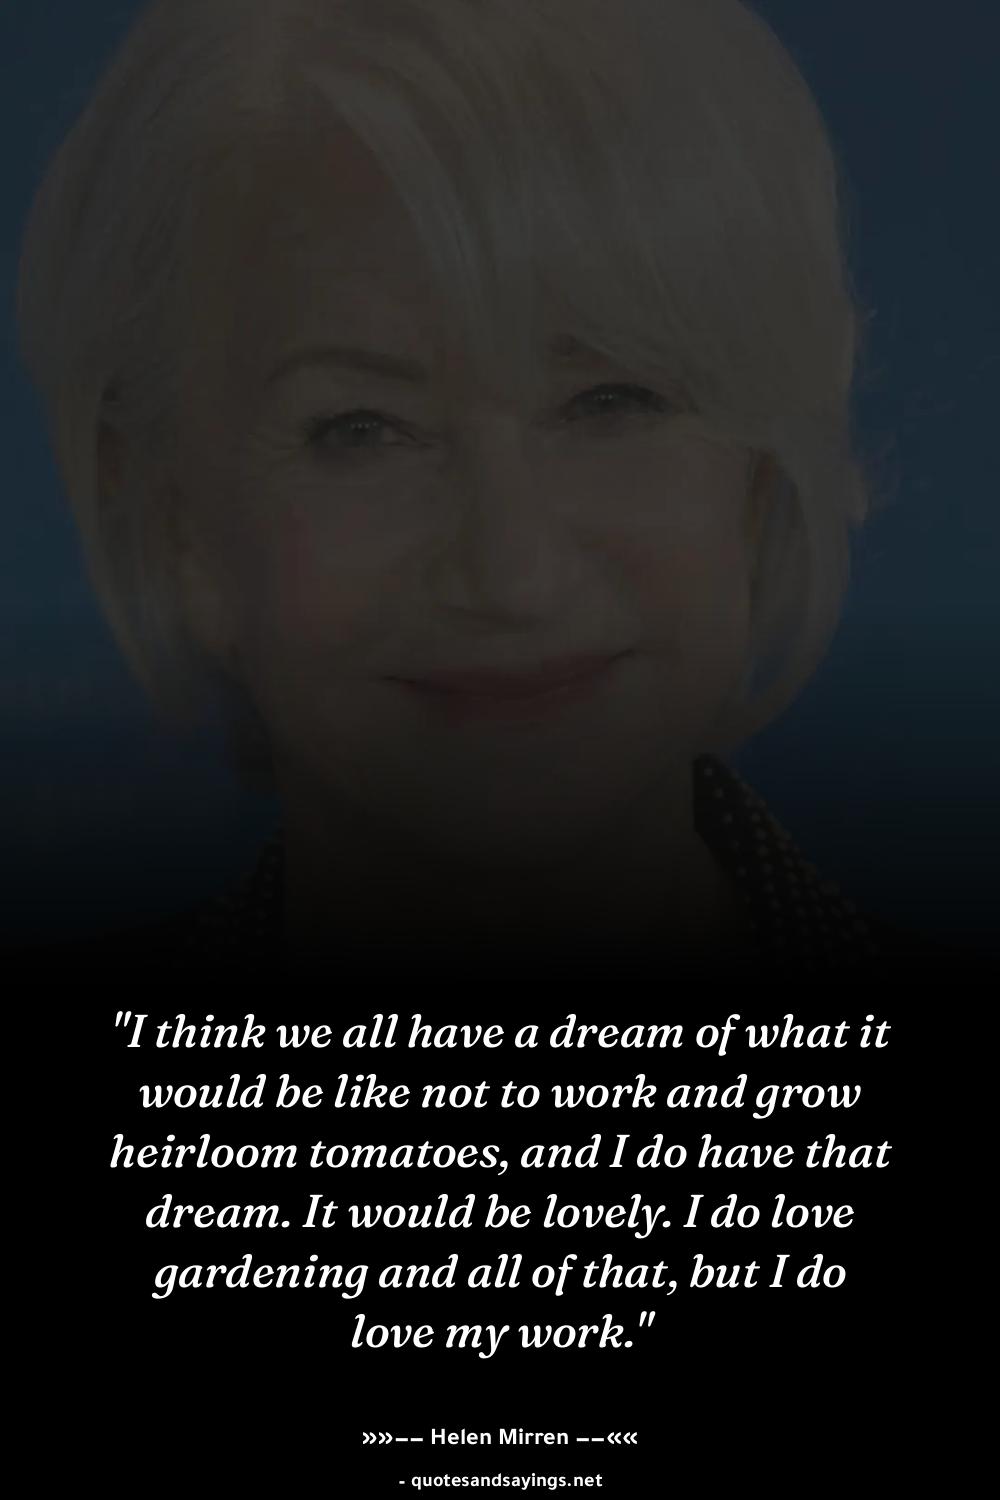 "I think we all have a dream of what it
would be like not to work and grow
heirloom tomatoes, and I do have that
dream. It would be lovely. I do love
gardening and all of that, but I do
love my work."
»»−− Helen Mirren −−««
- quotesandsayings.net